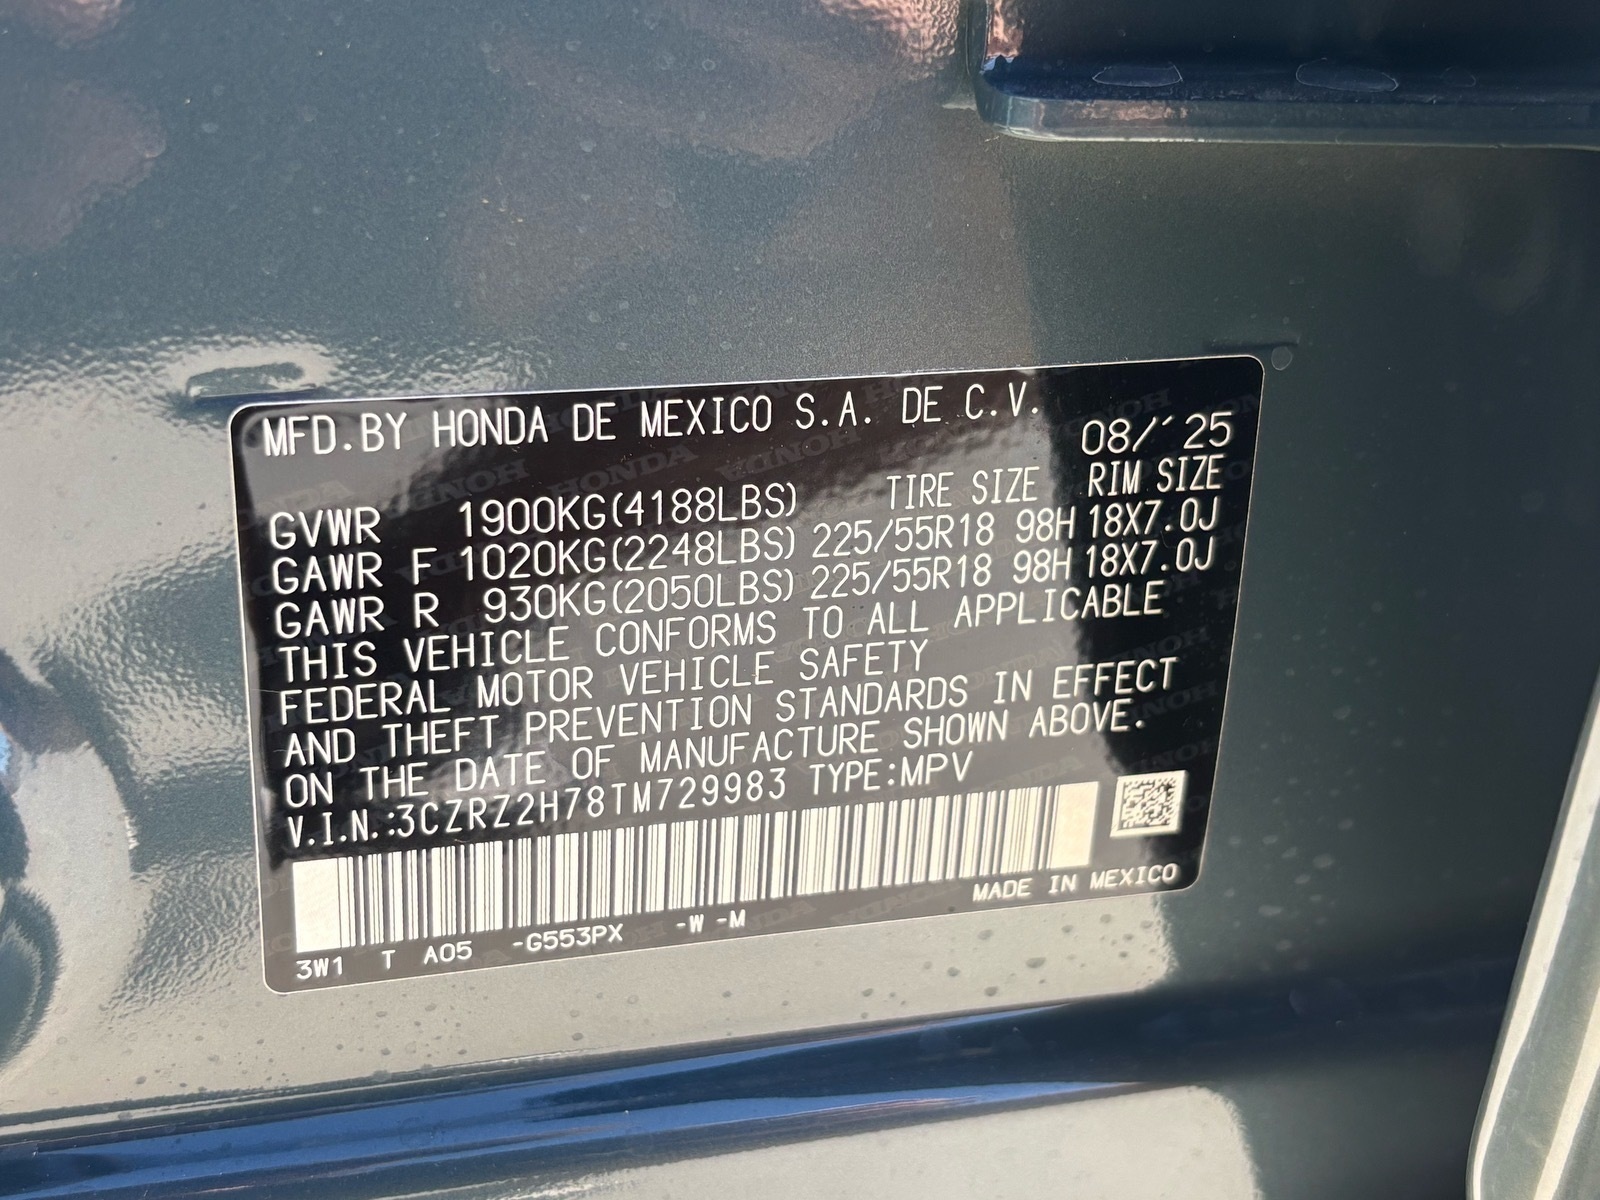 MFD.BY HONDA DE MEXICO S.A. DE C.V.
08/´25
TIRE SIZE RIM SIZE
GVWR 1900KG(4188LBS)
GAWR F 1020KG(2248LBS) 225/55R18 98H 18X7.0J
GAWR R 930KG(2050LBS) 225/55R18 98H 18X7.0J
THIS VEHICLE CONFORMS TO ALL APPLICABLE
FEDERAL MOTOR VEHICLE SAFETY
AND THEFT PREVENTION STANDARDS IN EFFECT
ON THE DATE OF MANUFACTURE SHOWN ABOVE.
V.I.N.:3CZRZ2H78TM729983 TYPE:MPV
MADE IN MEXICO
3W1 T A05 -G553PX -W -M